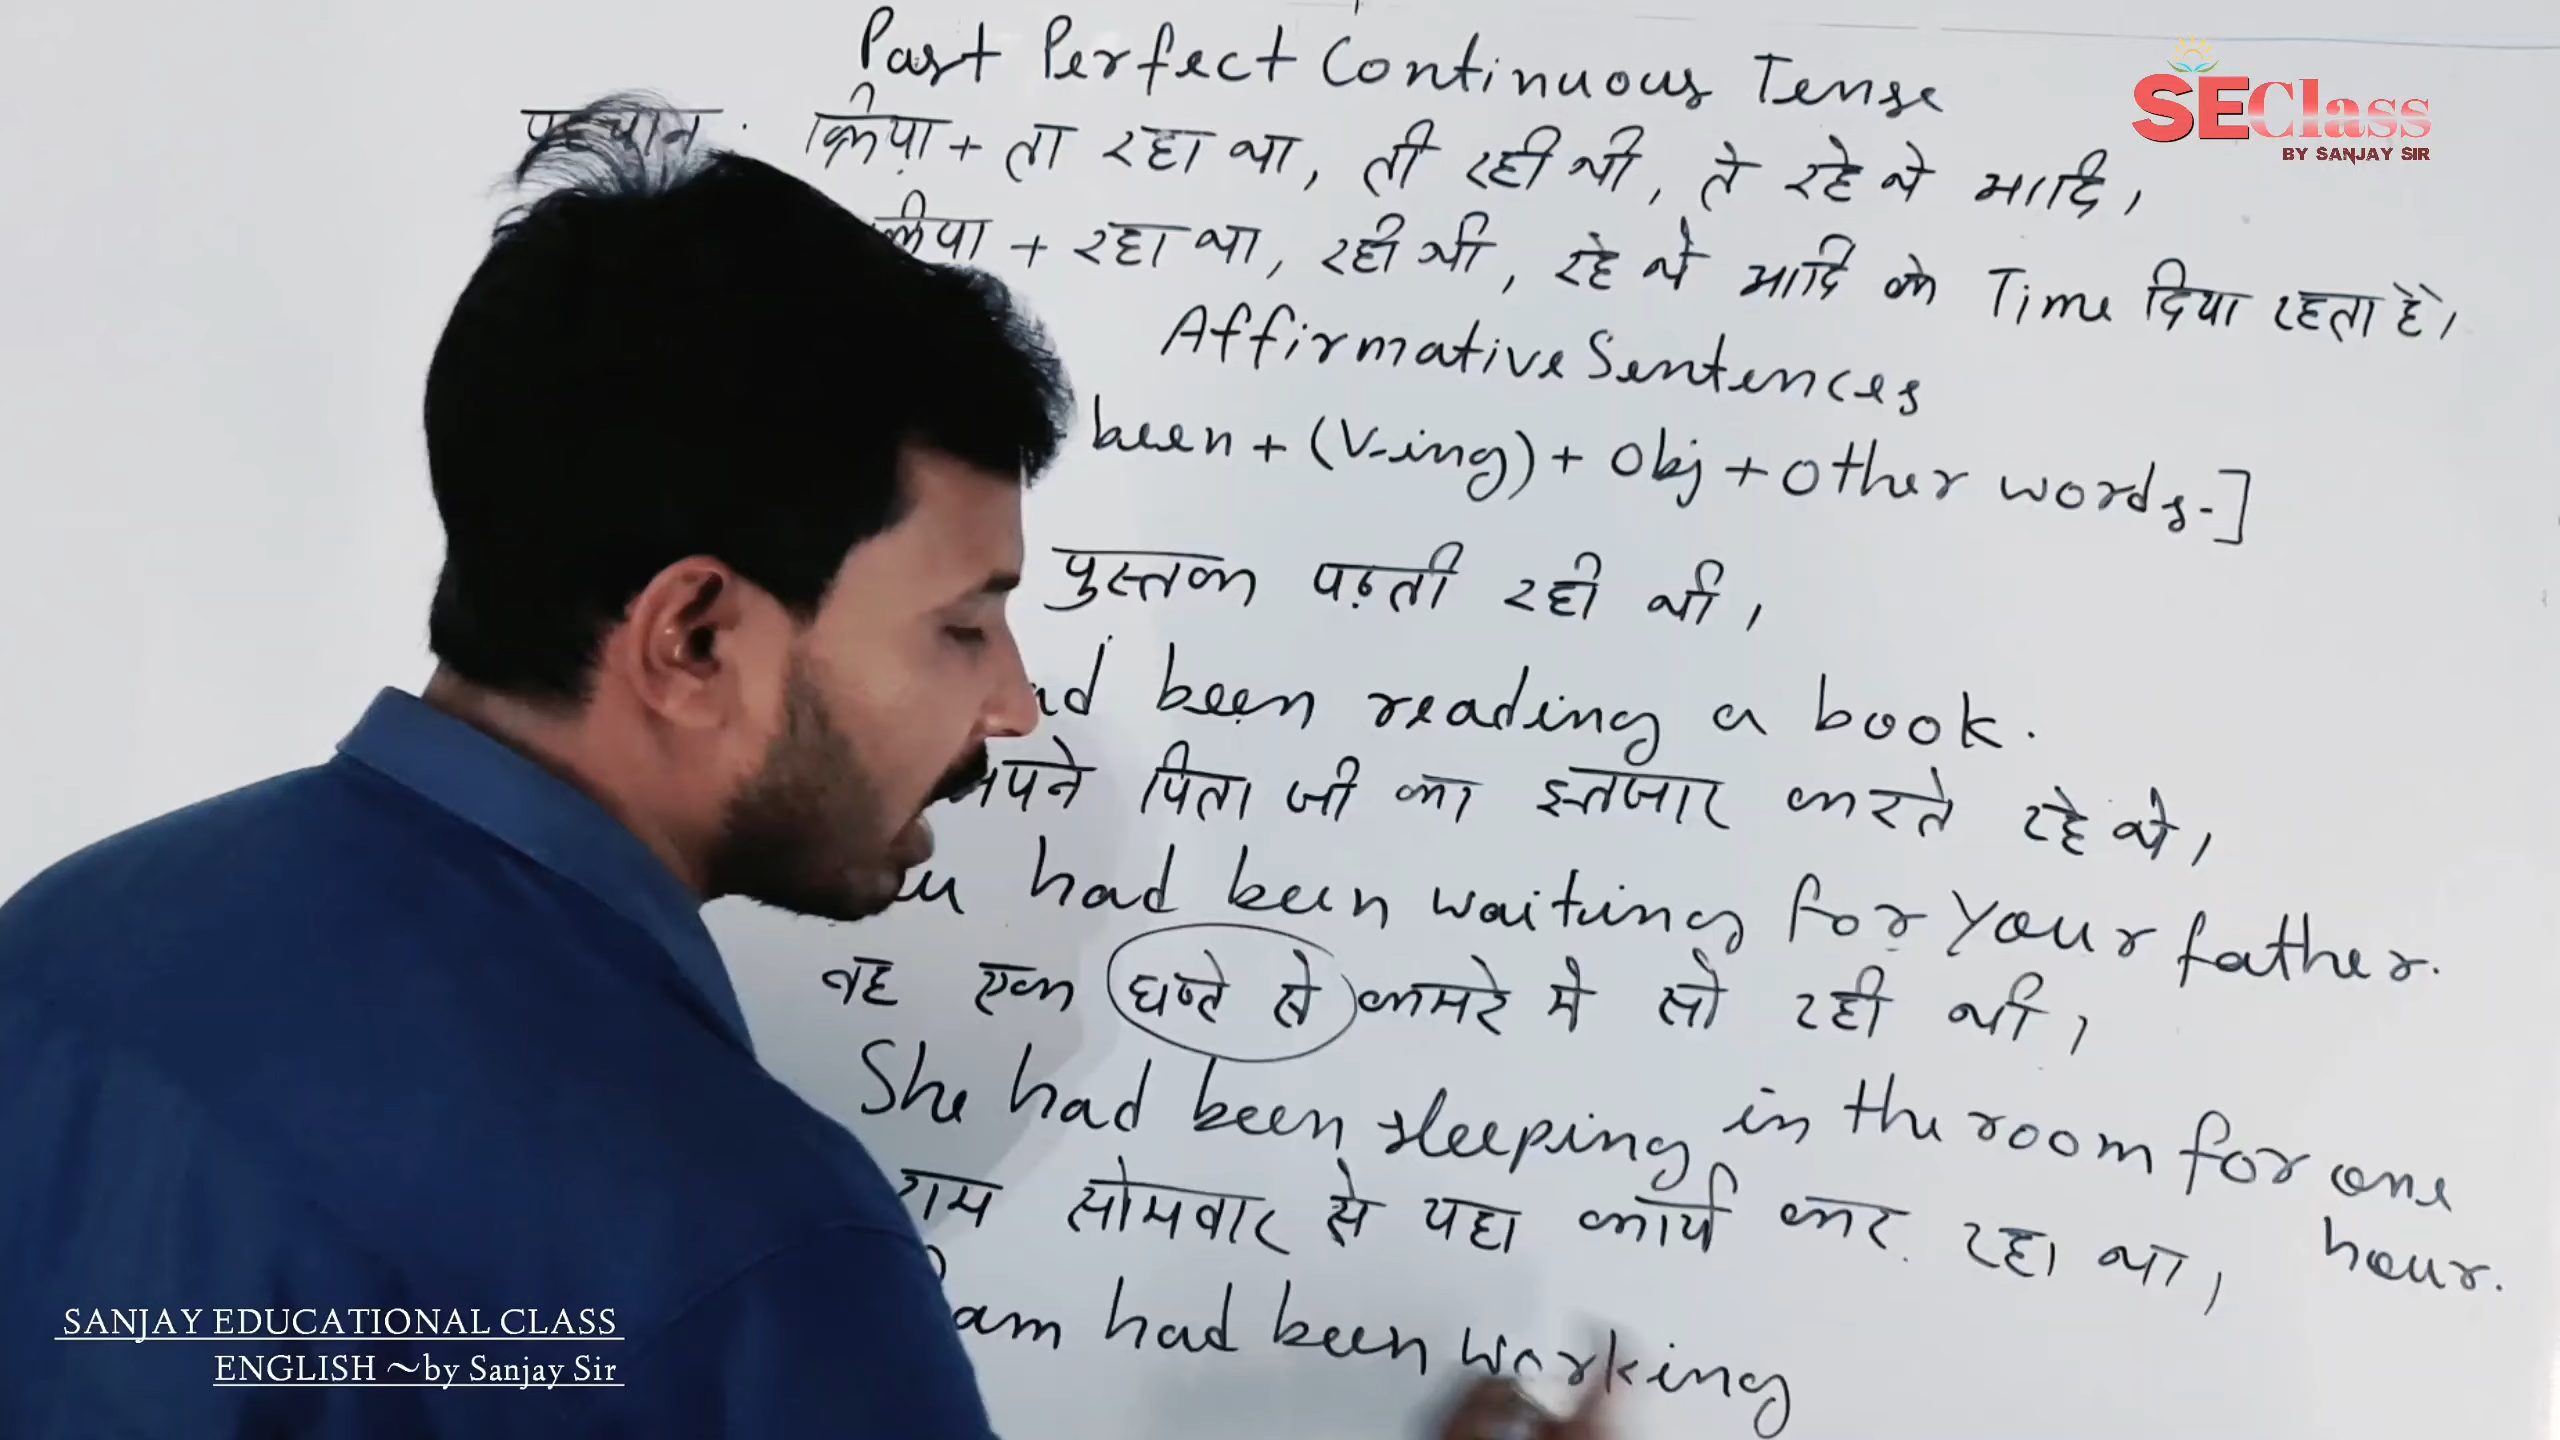 Past Perfect Continuous Tense
पहचान. क्रिया + ता रहा था, ती रही थी, ते रहे थे आदि,
क्रिया + रहा था, रही थी, रहे थे आदि के Time दिया रहता हैं।
Affirmative Sentences
been + (V-ing) + Obj + Other words-]
पुस्तक पढ़ती रही थी,
been reading a book.
पिता जी का इन्तजार करते रहे थे,
had been waiting for your father.
वह एक घण्टे से कमरे मे सो रही थी,
She had been sleeping in the room for one
hour.
राम सोमवार से यहा कार्य कर रहा था,
had been working
SEClass
BY SANJAY SIR
SANJAY EDUCATIONAL CLASS
ENGLISH ~by Sanjay Sir